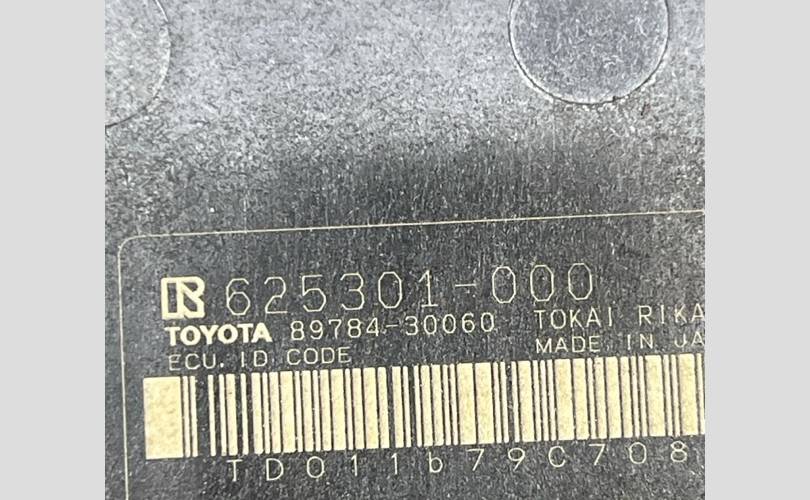 625301-000
TOYOTA 89784-30060 TOKAI RIKA
ECU. ID CODE MADE IN JA
TD011b79C708